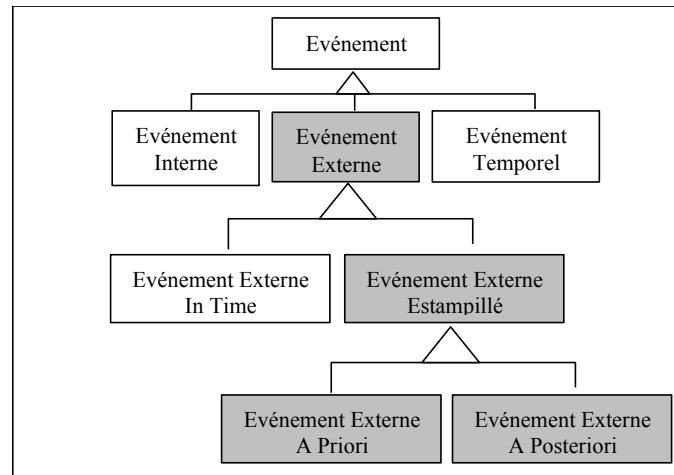 Evénement
Evénement
Interne
Evénement
Externe
Evénement
Temporel
Evénement Externe
In Time
Evénement Externe
Estampillé
Evénement Externe
A Priori
Evénement Externe
A Posteriori